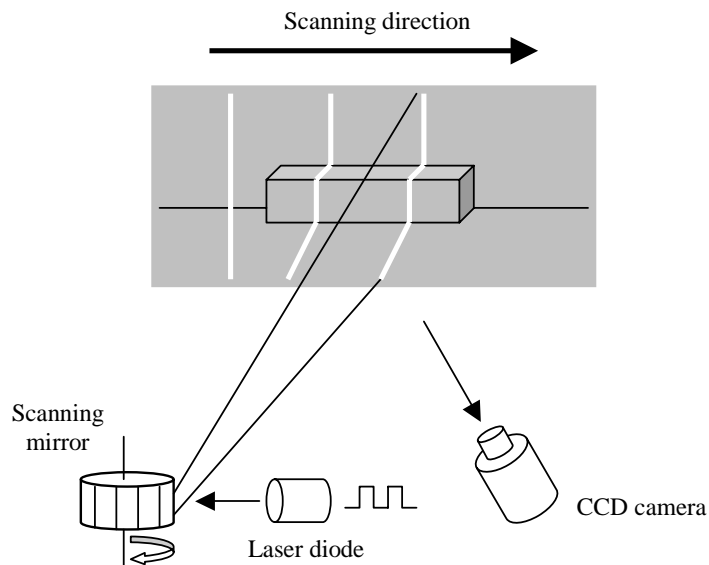 Scanning direction
Scanning
mirror
Laser diode
CCD camera